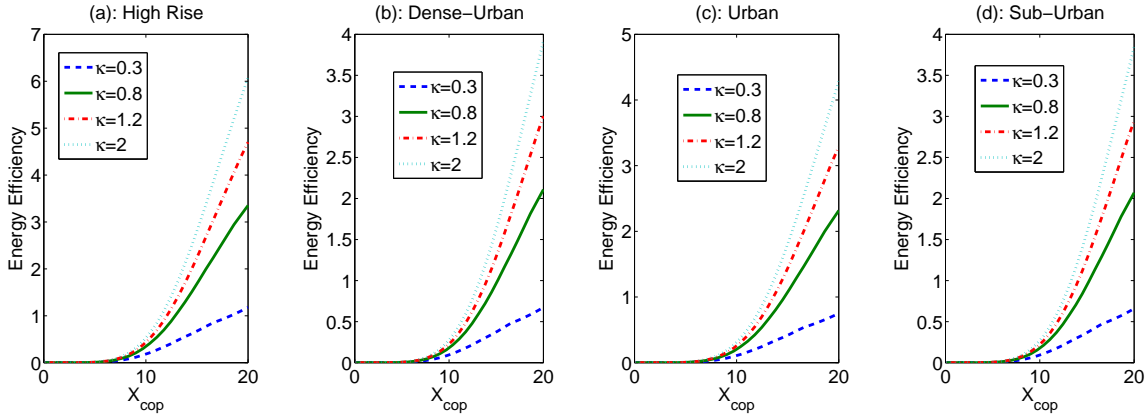 (a): High Rise
Energy Efficiency
7
6
5
4
3
2
1
0
κ=0.3
κ=0.8
κ=1.2
κ=2
0 10 20
X_cop
(b): Dense−Urban
Energy Efficiency
4
3.5
3
2.5
2
1.5
1
0.5
0
κ=0.3
κ=0.8
κ=1.2
κ=2
0 10 20
X_cop
(c): Urban
Energy Efficiency
5
4
3
2
1
0
κ=0.3
κ=0.8
κ=1.2
κ=2
0 10 20
X_cop
(d): Sub−Urban
Energy Efficiency
4
3.5
3
2.5
2
1.5
1
0.5
0
κ=0.3
κ=0.8
κ=1.2
κ=2
0 10 20
X_cop